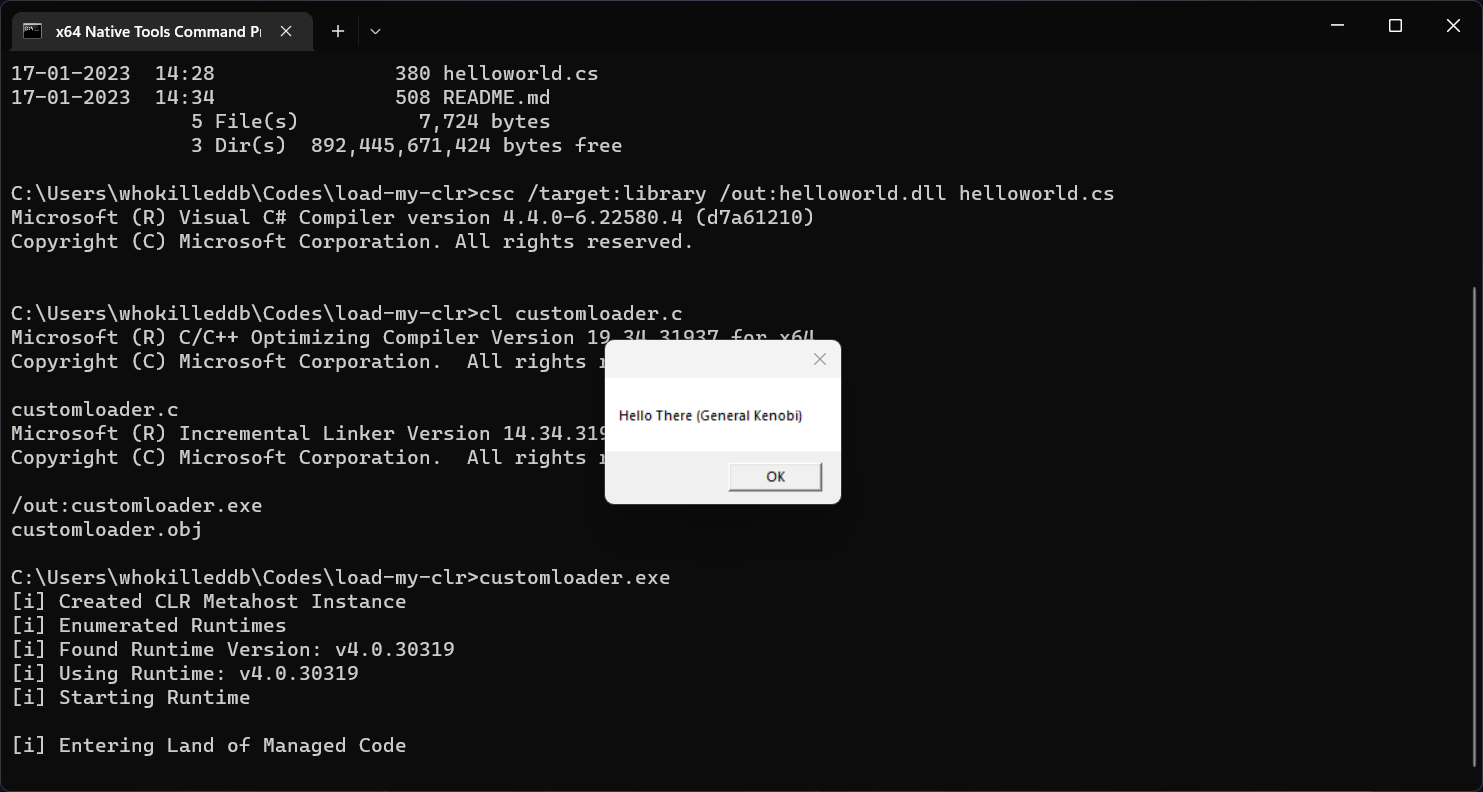 x64 Native Tools Command P
17-01-2023  14:28               380 helloworld.cs
17-01-2023  14:34               508 README.md
               5 File(s)          7,724 bytes
               3 Dir(s)  892,445,671,424 bytes free
C:\Users\whokilleddb\Codes\load-my-clr>csc /target:library /out:helloworld.dll helloworld.cs
Microsoft (R) Visual C# Compiler version 4.4.0-6.22580.4 (d7a61210)
Copyright (C) Microsoft Corporation. All rights reserved.
C:\Users\whokilleddb\Codes\load-my-clr>cl customloader.c
Microsoft (R) C/C++ Optimizing Compiler Version 19.34.31937 for x64
Copyright (C) Microsoft Corporation.  All rights
customloader.c
Microsoft (R) Incremental Linker Version 14.34.319
Copyright (C) Microsoft Corporation.  All rights
Hello There (General Kenobi)
OK
/out:customloader.exe
customloader.obj
C:\Users\whokilleddb\Codes\load-my-clr>customloader.exe
[i] Created CLR Metahost Instance
[i] Enumerated Runtimes
[i] Found Runtime Version: v4.0.30319
[i] Using Runtime: v4.0.30319
[i] Starting Runtime
[i] Entering Land of Managed Code